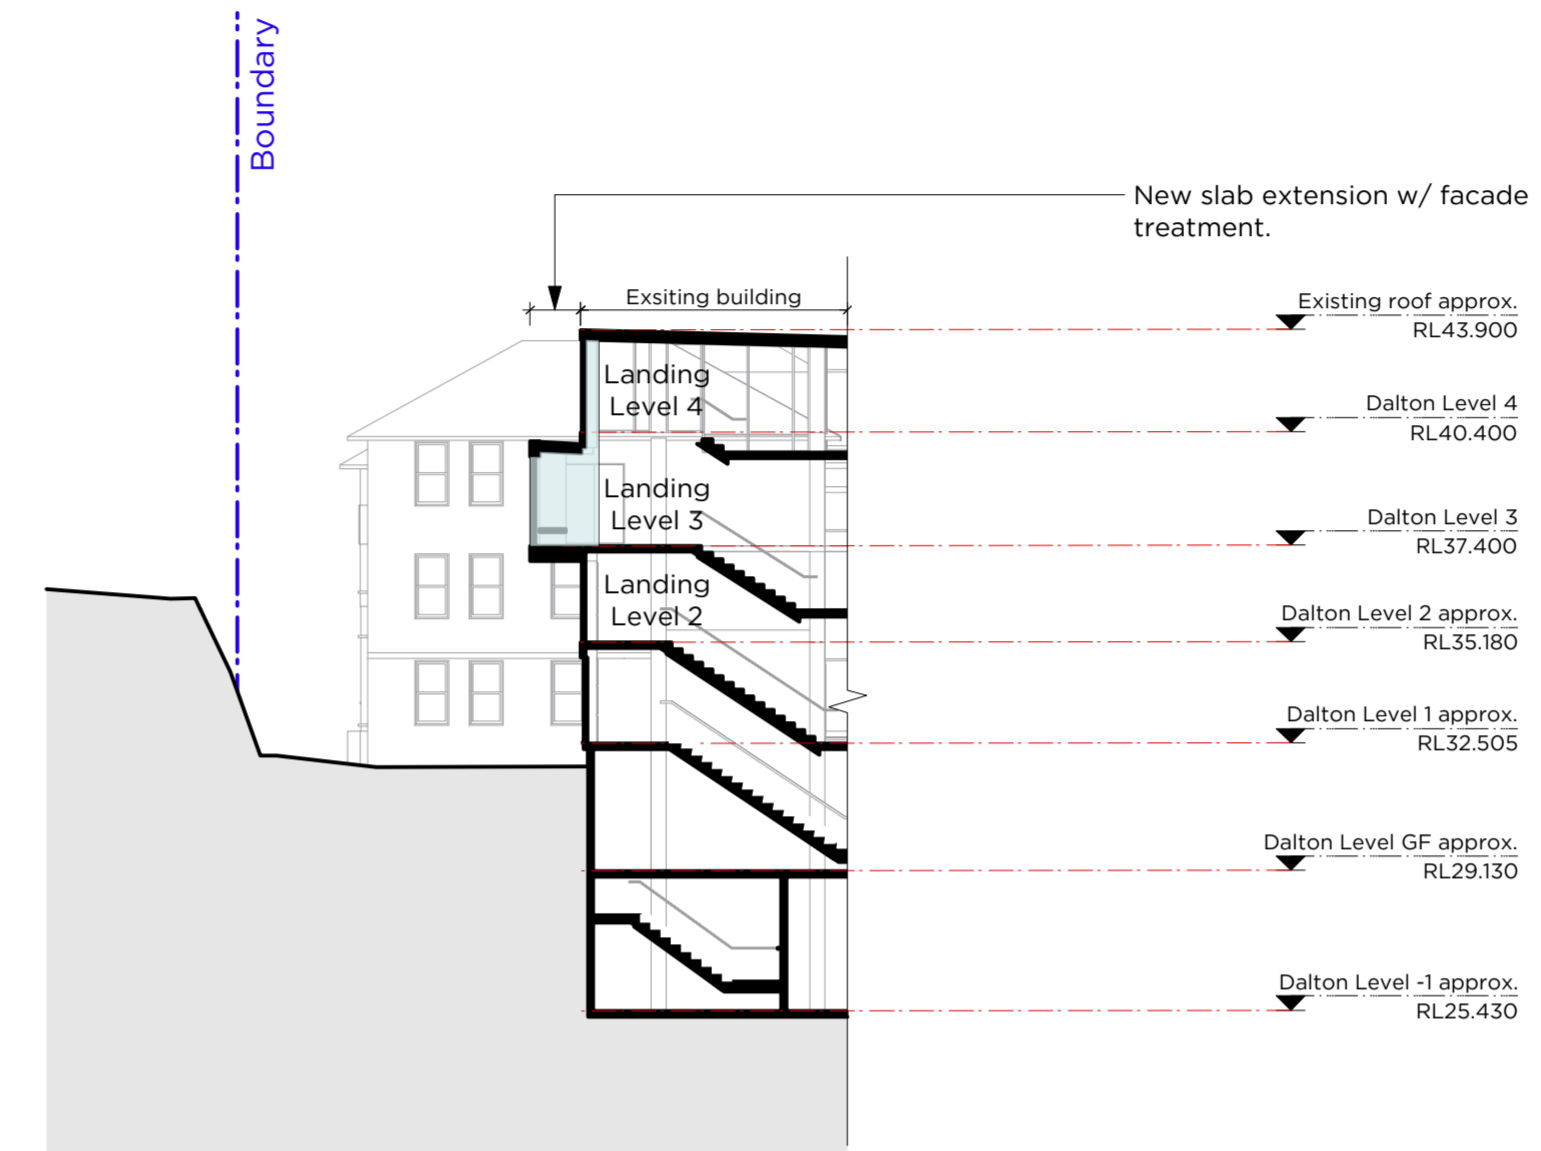 Boundary
New slab extension w/ facade
treatment.
Exsiting building
Existing roof approx.
RL43.900
Landing
Level 4
Dalton Level 4
RL40.400
Landing
Level 3
Dalton Level 3
RL37.400
Landing
Level 2
Dalton Level 2 approx.
RL35.180
Dalton Level 1 approx.
RL32.505
Dalton Level GF approx.
RL29.130
Dalton Level -1 approx.
RL25.430